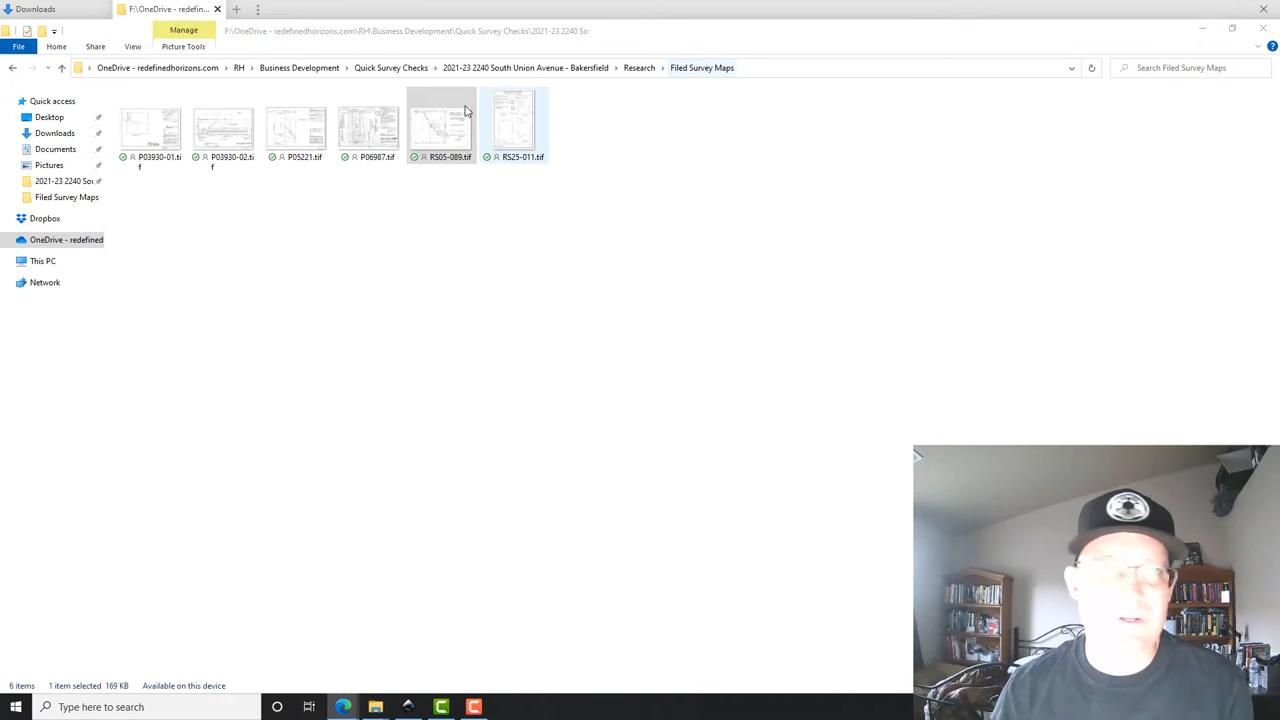 Downloads
F:\OneDrive - redefin...
Manage
F:\OneDrive - redefinedhorizons.com\RH\Business Development\Quick Survey Checks\2021-23 2240 So
File
Home
Share
View
Picture Tools
OneDrive - redefinedhorizons.com
RH
Business Development
Quick Survey Checks
2021-23 2240 South Union Avenue - Bakersfield
Research
Filed Survey Maps
Search Filed Survey Maps
Quick access
Desktop
Downloads
Documents
Pictures
2021-23 2240 Sou
Filed Survey Maps
Dropbox
OneDrive - redefined
This PC
Network
P03930-01.ti
f
P03930-02.ti
f
P05221.tif
P06987.tif
RS05-089.tif
RS25-011.tif
6 items
1 item selected 169 KB
Available on this device
Type here to search